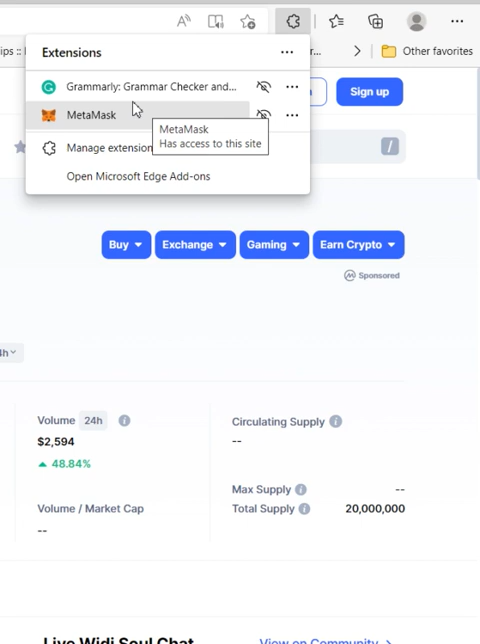 A
ips ::
Extensions
...
r...
Other favorites
Grammarly: Grammar Checker and...
Sign up
MetaMask
MetaMask
Has access to this site
/
Manage extension
Open Microsoft Edge Add-ons
Buy
Exchange
Gaming
Earn Crypto
Sponsored
Volume 24h
$2,594
48.84%
Circulating Supply
--
Max Supply --
Volume / Market Cap
--
Total Supply 20,000,000
Live Widi Soul Chat
View on Community >